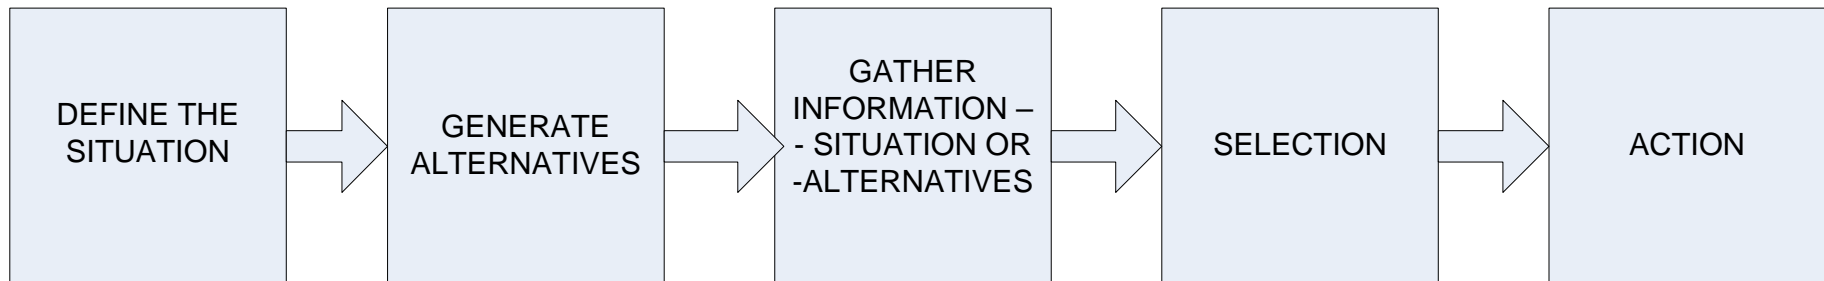 DEFINE THE
SITUATION
GENERATE
ALTERNATIVES
GATHER
INFORMATION –
- SITUATION OR
-ALTERNATIVES
SELECTION
ACTION